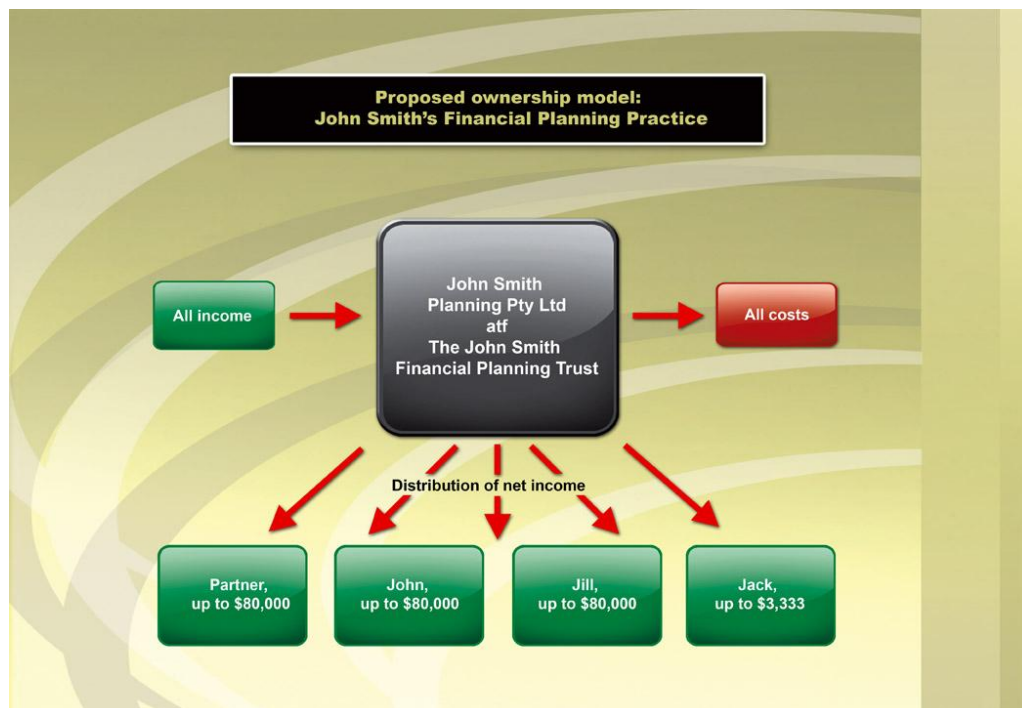 Proposed ownership model:
John Smith's Financial Planning Practice
All income
John Smith
Planning Pty Ltd
atf
The John Smith
Financial Planning Trust
All costs
Distribution of net income
Partner,
up to $80,000
John,
up to $80,000
Jill,
up to $80,000
Jack,
up to $3,333